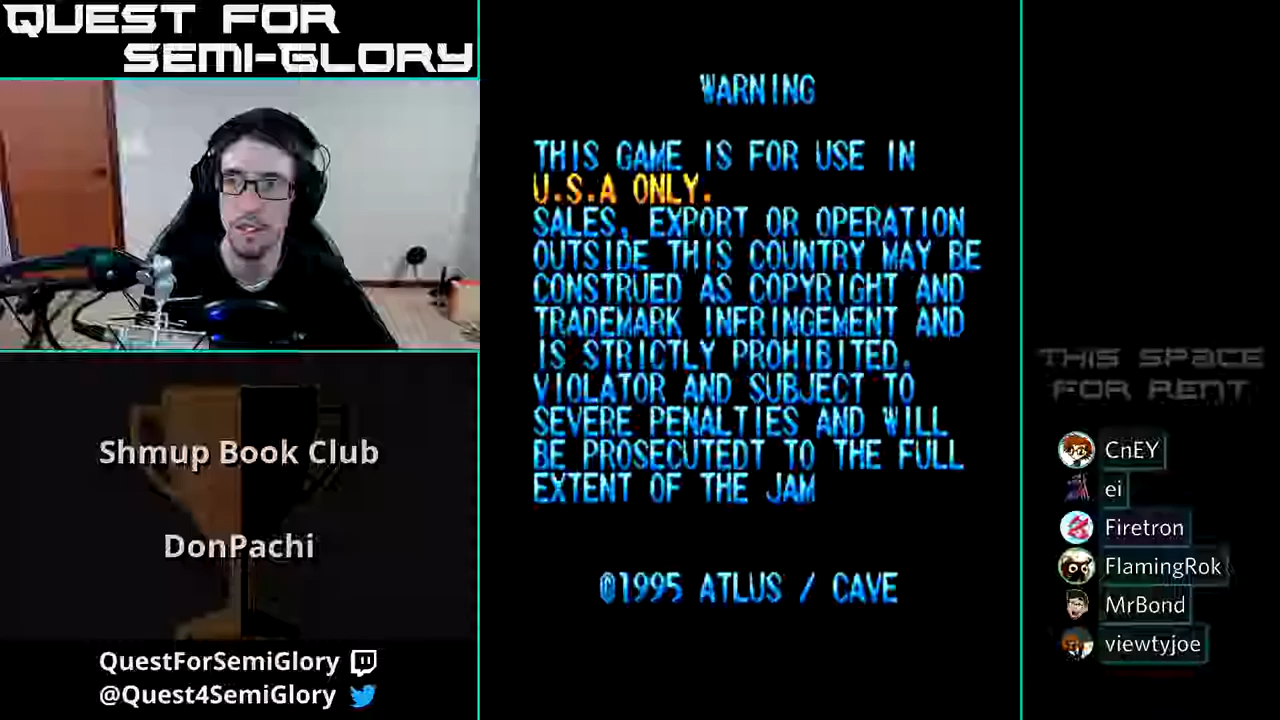 QUEST FOR
SEMI-GLORY
WARNING
THIS GAME IS FOR USE IN
U.S.A ONLY.
SALES, EXPORT OR OPERATION
OUTSIDE THIS COUNTRY MAY BE
CONSTRUED AS COPYRIGHT AND
TRADEMARK INFRINGEMENT AND
IS STRICTLY PROHIBITED.
VIOLATOR AND SUBJECT TO
SEVERE PENALTIES AND WILL
BE PROSECUTEDT TO THE FULL
EXTENT OF THE JAM
©1995 ATLUS / CAVE
Shmup Book Club
DonPachi
QuestForSemiGlory
@Quest4SemiGlory
THIS SPACE
FOR RENT
CnEY
ei
Firetron
FlamingRok
MrBond
viewtyjoe